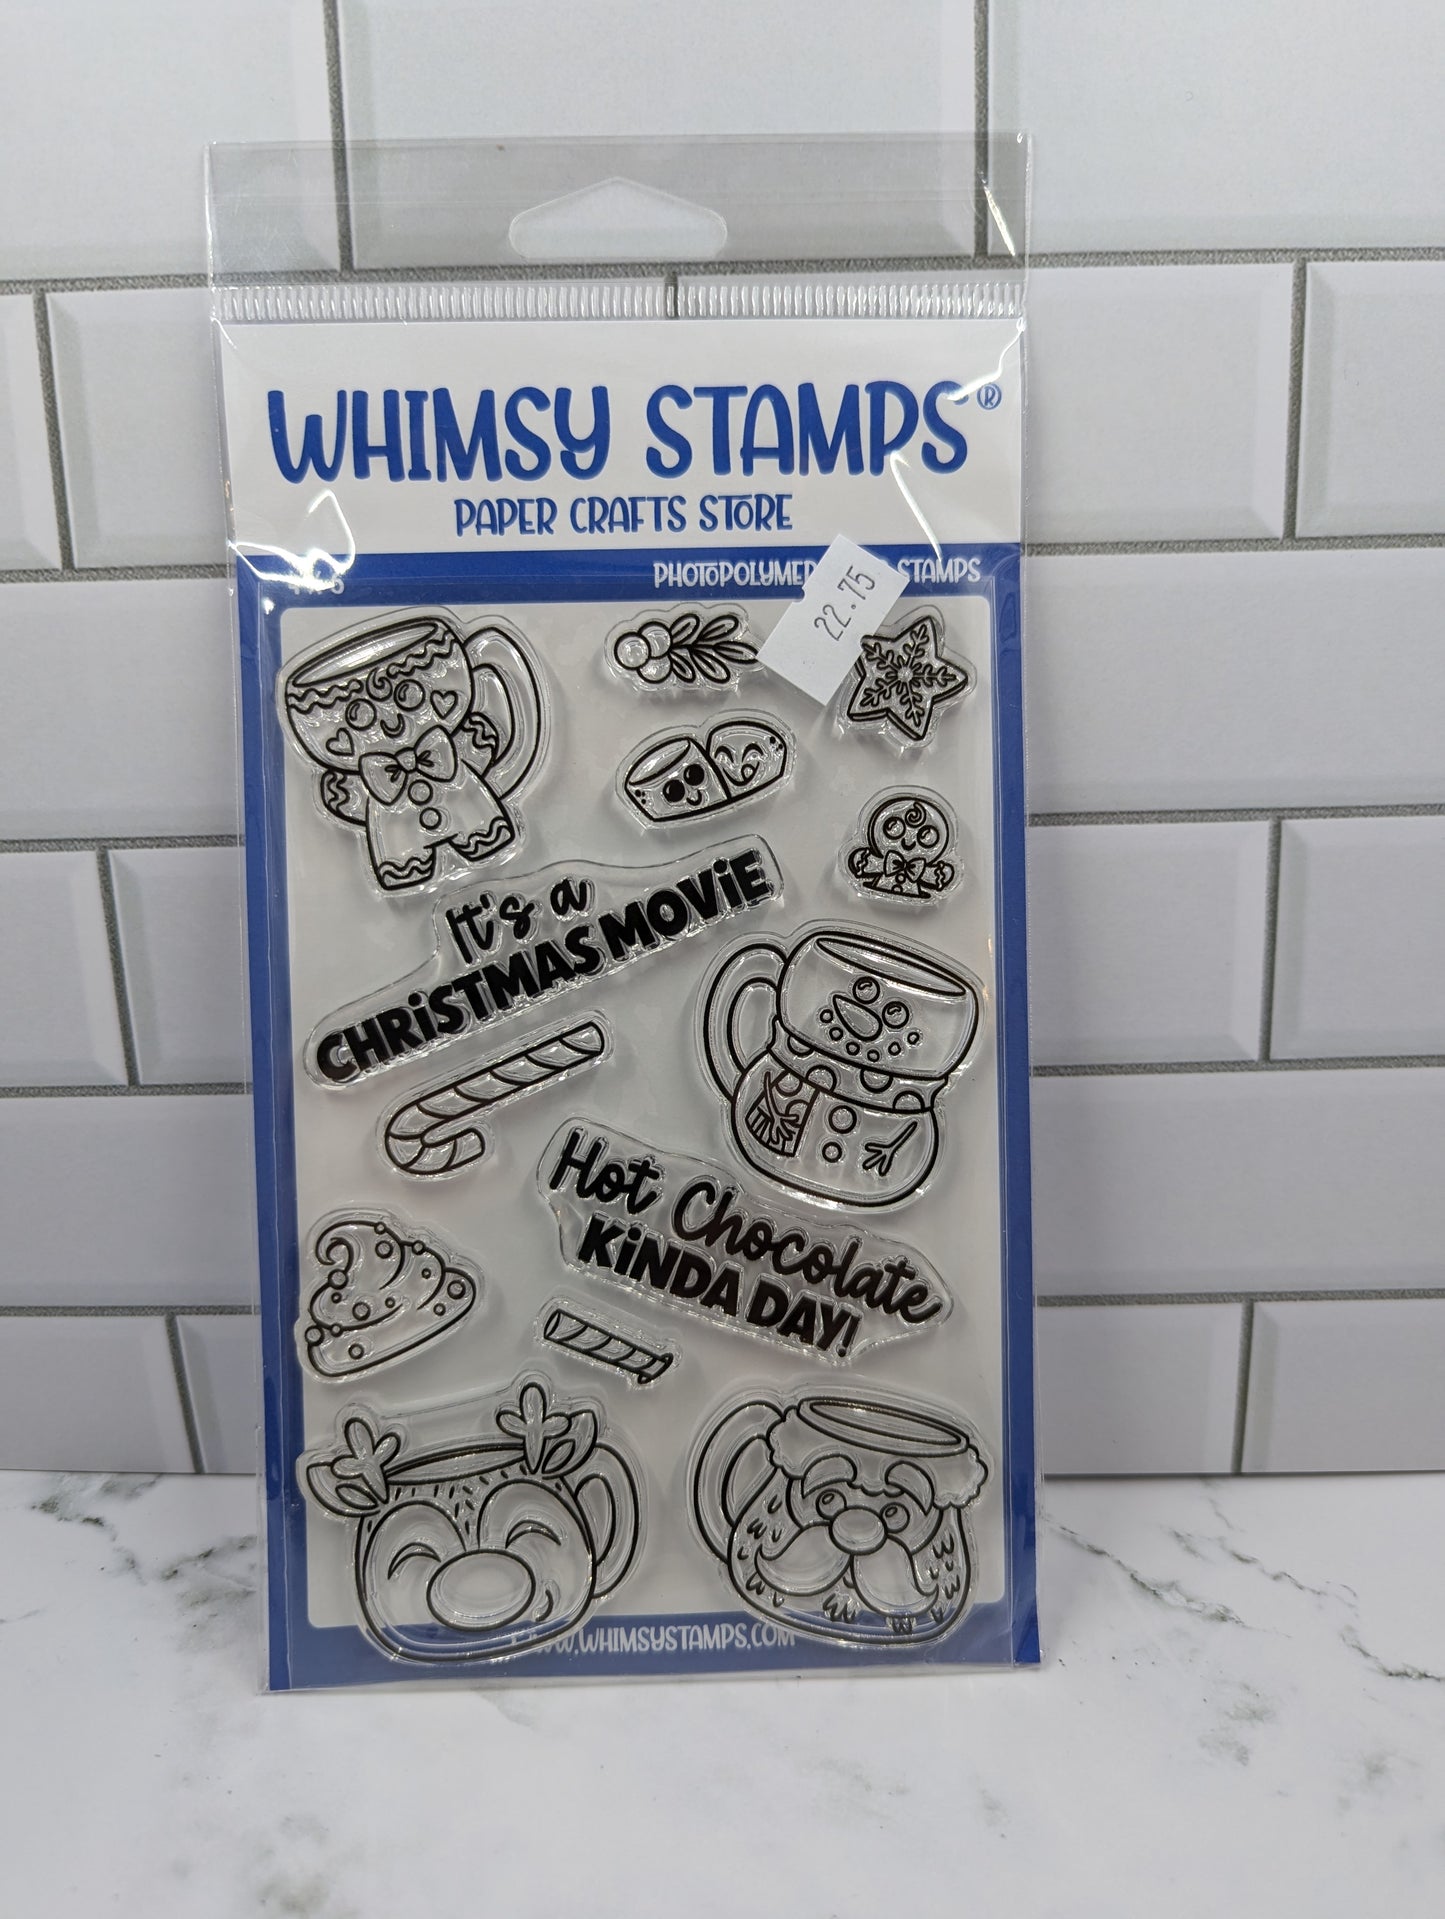 WHIMSY STAMPS®
PAPER CRAFTS STORE
PHOTOPOLYMER STAMPS
22.75
It's a
CHRISTMAS MOVIE
Hot Chocolate
KINDA DAY!
WWW.WHIMSYSTAMPS.COM